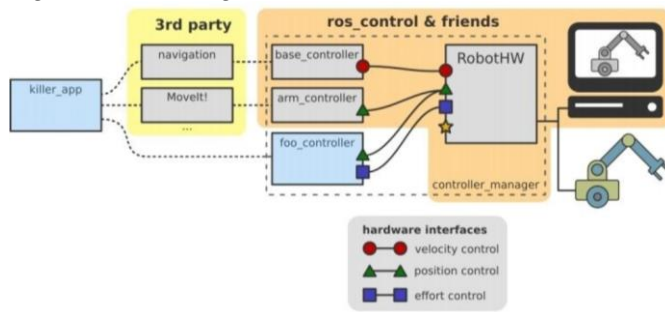 3rd party
ros_control & friends
navigation
base_controller
RobotHW
killer_app
MoveIt!
arm_controller
...
foo_controller
controller_manager
hardware interfaces
velocity control
position control
effort control